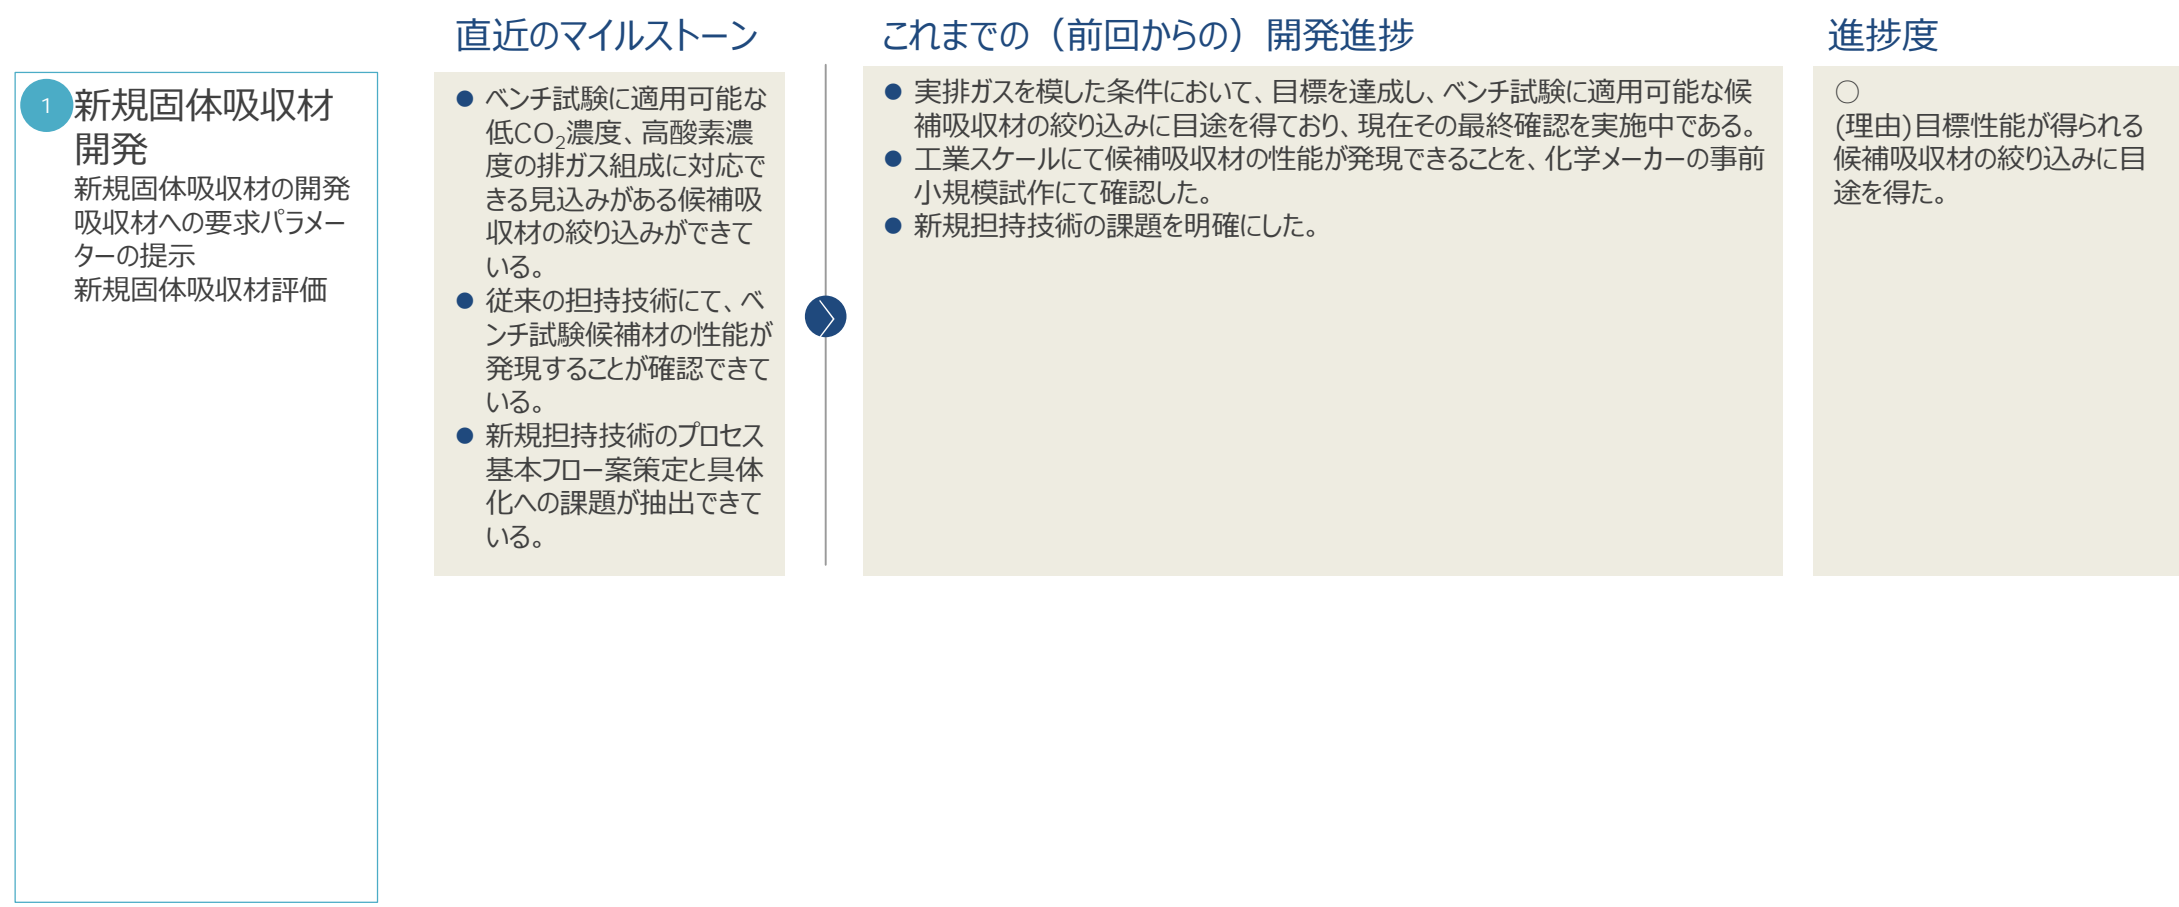 直近のマイルストーン
これまでの（前回からの）開発進捗
進捗度
1
新規固体吸収材
開発
新規固体吸収材の開発
吸収材への要求パラメー
ターの提示
新規固体吸収材評価
● ベンチ試験に適用可能な
低CO₂濃度、高酸素濃
度の排ガス組成に対応で
きる見込みがある候補吸
収材の絞り込みができて
いる。
● 従来の担持技術にて、ベ
ンチ試験候補材の性能が
発現することが確認できて
いる。
● 新規担持技術のプロセス
基本フロー案策定と具体
化への課題が抽出できて
いる。
● 実排ガスを模した条件において、目標を達成し、ベンチ試験に適用可能な候
補吸収材の絞り込みに目途を得ており、現在その最終確認を実施中である。
● 工業スケールにて候補吸収材の性能が発現できることを、化学メーカーの事前
小規模試作にて確認した。
● 新規担持技術の課題を明確にした。
○
(理由)目標性能が得られる
候補吸収材の絞り込みに目
途を得た。